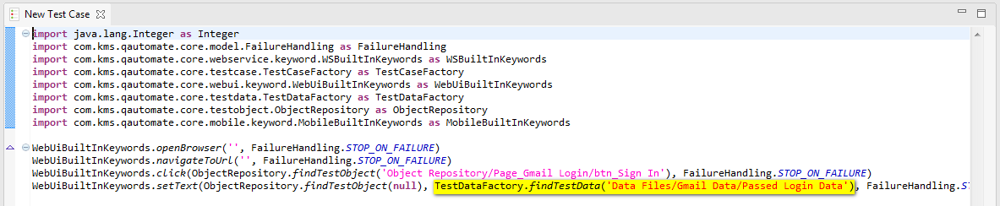 New Test Case
import java.lang.Integer as Integer
import com.kms.qautomate.core.model.FailureHandling as FailureHandling
import com.kms.qautomate.core.webservice.keyword.WSBuiltInKeywords as WSBuiltInKeywords
import com.kms.qautomate.core.testcase.TestCaseFactory as TestCaseFactory
import com.kms.qautomate.core.webui.keyword.WebUiBuiltInKeywords as WebUiBuiltInKeywords
import com.kms.qautomate.core.testdata.TestDataFactory as TestDataFactory
import com.kms.qautomate.core.testobject.ObjectRepository as ObjectRepository
import com.kms.qautomate.core.mobile.keyword.MobileBuiltInKeywords as MobileBuiltInKeywords
WebUiBuiltInKeywords.openBrowser('', FailureHandling.STOP_ON_FAILURE)
WebUiBuiltInKeywords.navigateToUrl('', FailureHandling.STOP_ON_FAILURE)
WebUiBuiltInKeywords.click(ObjectRepository.findTestObject('Object Repository/Page_Gmail Login/btn_Sign In'), FailureHandling.STOP_ON_FAILURE)
WebUiBuiltInKeywords.setText(ObjectRepository.findTestObject(null), TestDataFactory.findTestData('Data Files/Gmail Data/Passed Login Data'), FailureHandling.S